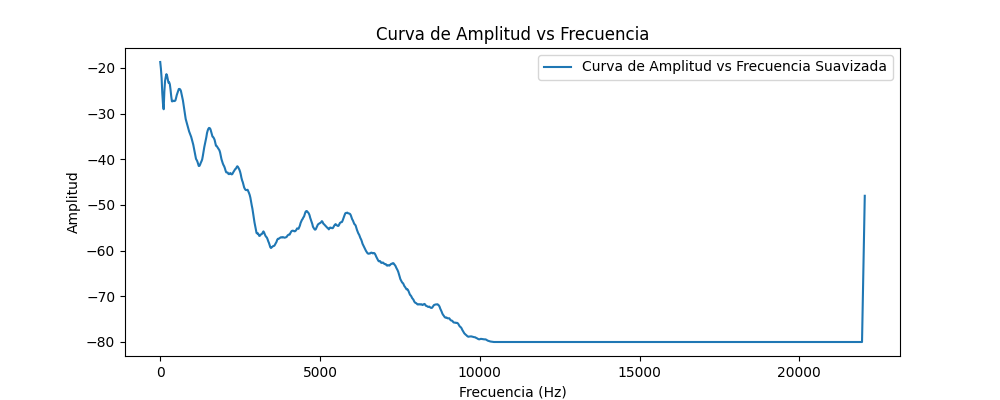 Curva de Amplitud vs Frecuencia
Curva de Amplitud vs Frecuencia Suavizada
Amplitud
−20
−30
−40
−50
−60
−70
−80
0 5000 10000 15000 20000
Frecuencia (Hz)